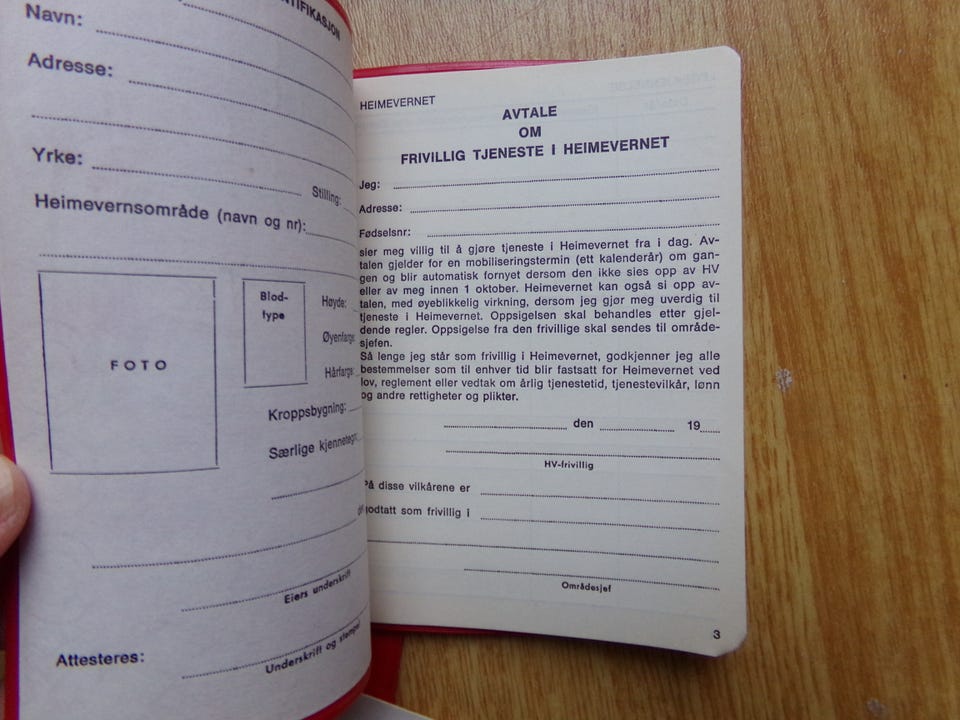 NTIFIKASJON
Navn:
Adresse:
Yrke:
Stilling:
Heimevernsområde (navn og nr):
FOTO
Blod-
type
Høyde:
Øyenfarge:
Hårfarge:
Kroppsbygning:
Særlige kjennetegn:
Eiers underskrift
Attesteres:
Underskrift og stempel
HEIMEVERNET
AVTALE
OM
FRIVILLIG TJENESTE I HEIMEVERNET
Jeg:
Adresse:
Fødselsnr:
sier meg villig til å gjøre tjeneste i Heimevernet fra i dag. Av-
talen gjelder for en mobiliseringstermin (ett kalenderår) om gan-
gen og blir automatisk fornyet dersom den ikke sies opp av HV
eller av meg innen 1 oktober. Heimevernet kan også si opp av-
talen, med øyeblikkelig virkning, dersom jeg gjør meg uverdig til
tjeneste i Heimevernet. Oppsigelsen skal behandles etter gjel-
dende regler. Oppsigelse fra den frivillige skal sendes til område-
sjefen.
Så lenge jeg står som frivillig i Heimevernet, godkjenner jeg alle
bestemmelser som til enhver tid blir fastsatt for Heimevernet ved
lov, reglement eller vedtak om årlig tjenestetid, tjenestevilkår, lønn
og andre rettigheter og plikter.
den 19
HV-frivillig
På disse vilkårene er
godtatt som frivillig i
Områdesjef
3